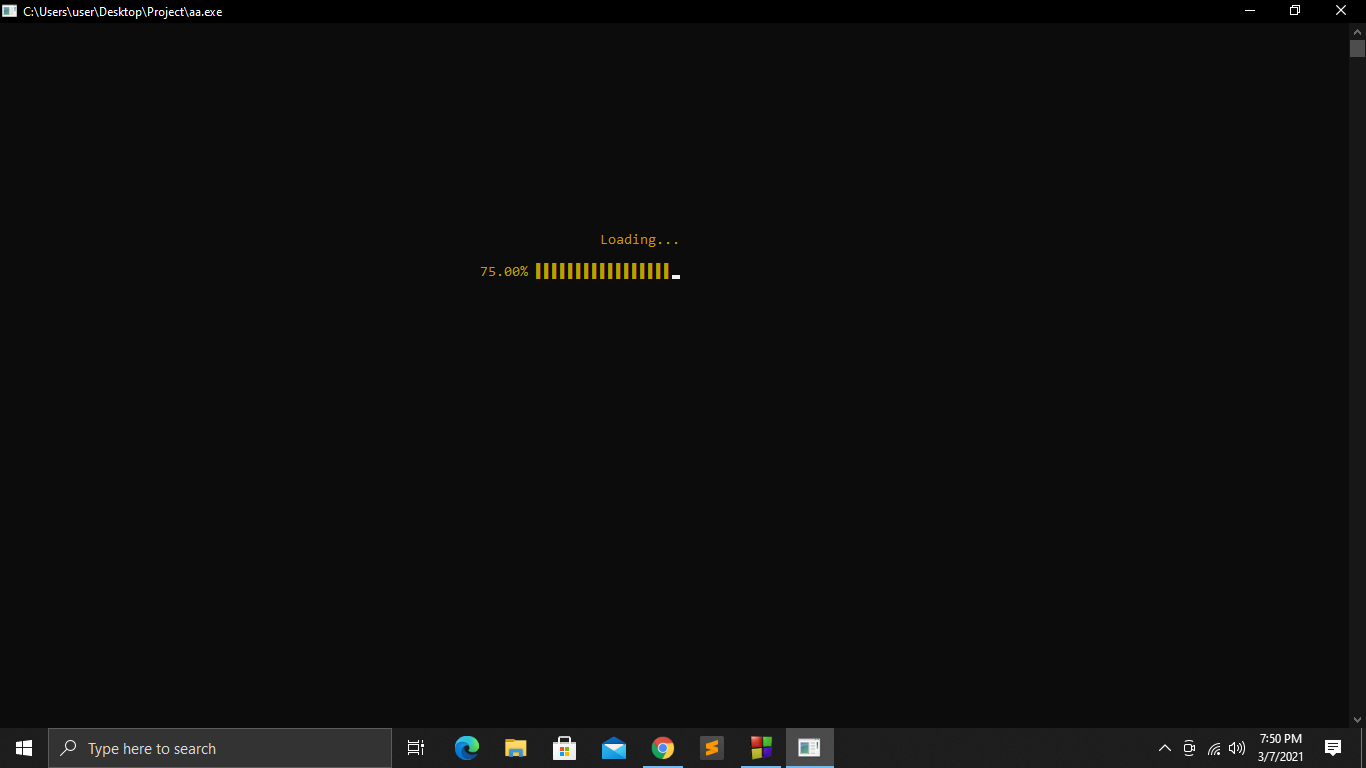 C:\Users\user\Desktop\Project\aa.exe
Loading...
75.00%
Type here to search
7:50 PM
3/7/2021